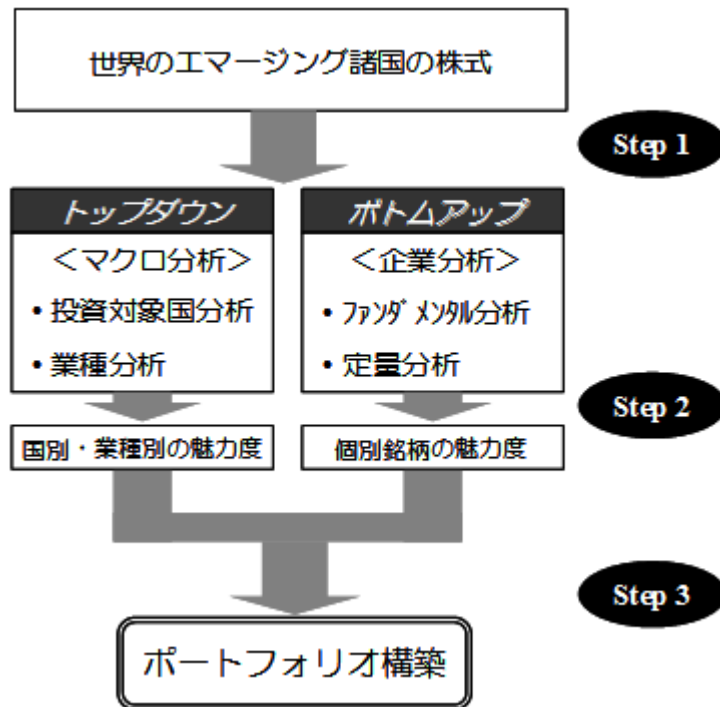 世界のエマージング諸国の株式
Step 1
トップダウン
<マクロ分析>
・投資対象国分析
・業種分析
ボトムアップ
<企業分析>
・ファンダメンタル分析
・定量分析
Step 2
国別・業種別の魅力度
個別銘柄の魅力度
Step 3
ポートフォリオ構築